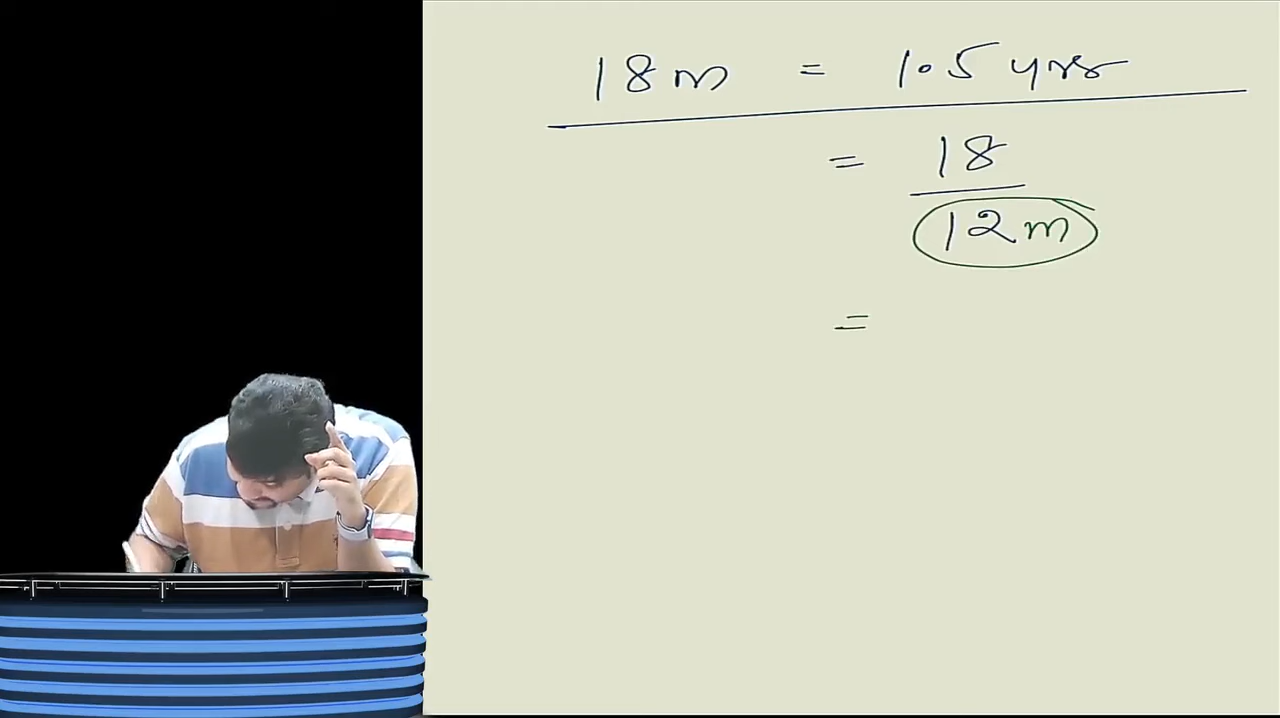 18m = 1.5 yrs
= 18
12m
=